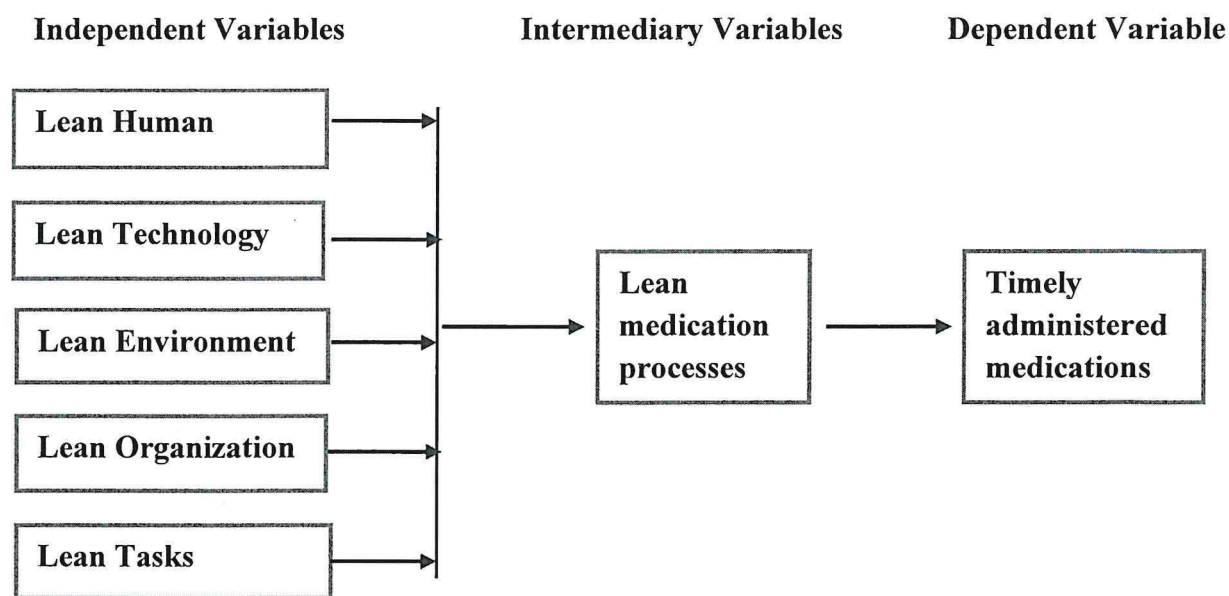 Independent Variables
Intermediary Variables
Dependent Variable
Lean Human
Lean Technology
Lean Environment
Lean Organization
Lean Tasks
Lean
medication
processes
Timely
administered
medications